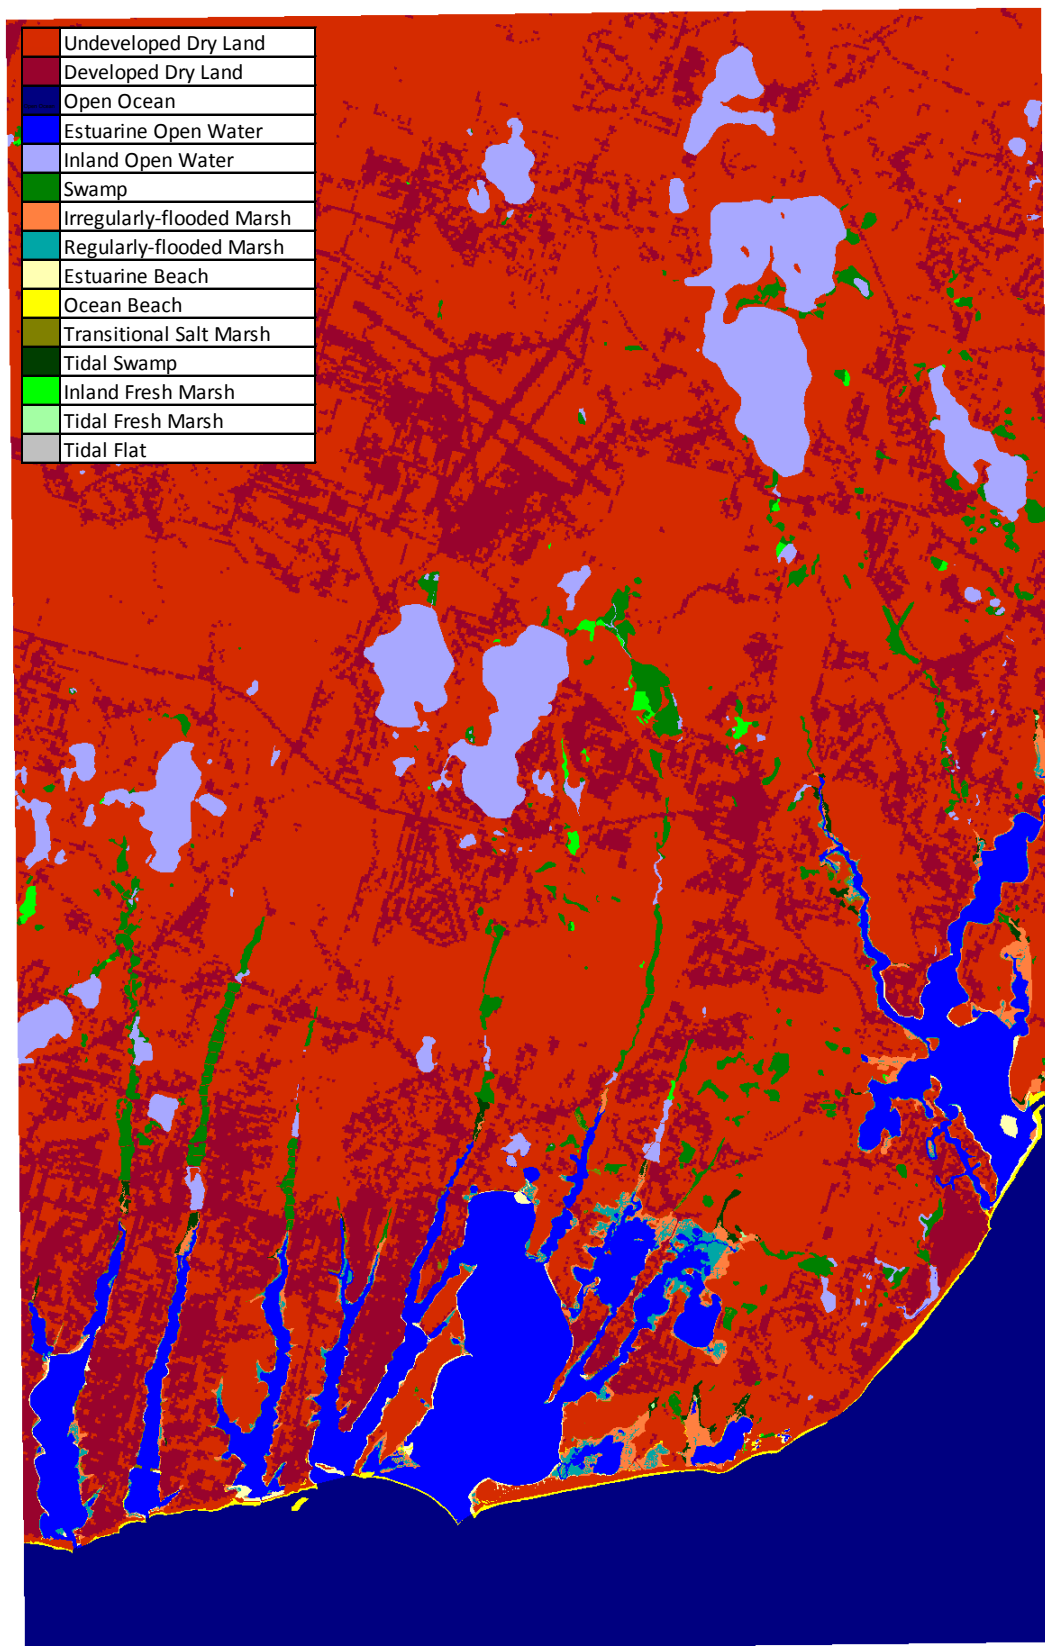 Undeveloped Dry Land
Developed Dry Land
Open Ocean
Estuarine Open Water
Inland Open Water
Swamp
Irregularly-flooded Marsh
Regularly-flooded Marsh
Estuarine Beach
Ocean Beach
Transitional Salt Marsh
Tidal Swamp
Inland Fresh Marsh
Tidal Fresh Marsh
Tidal Flat